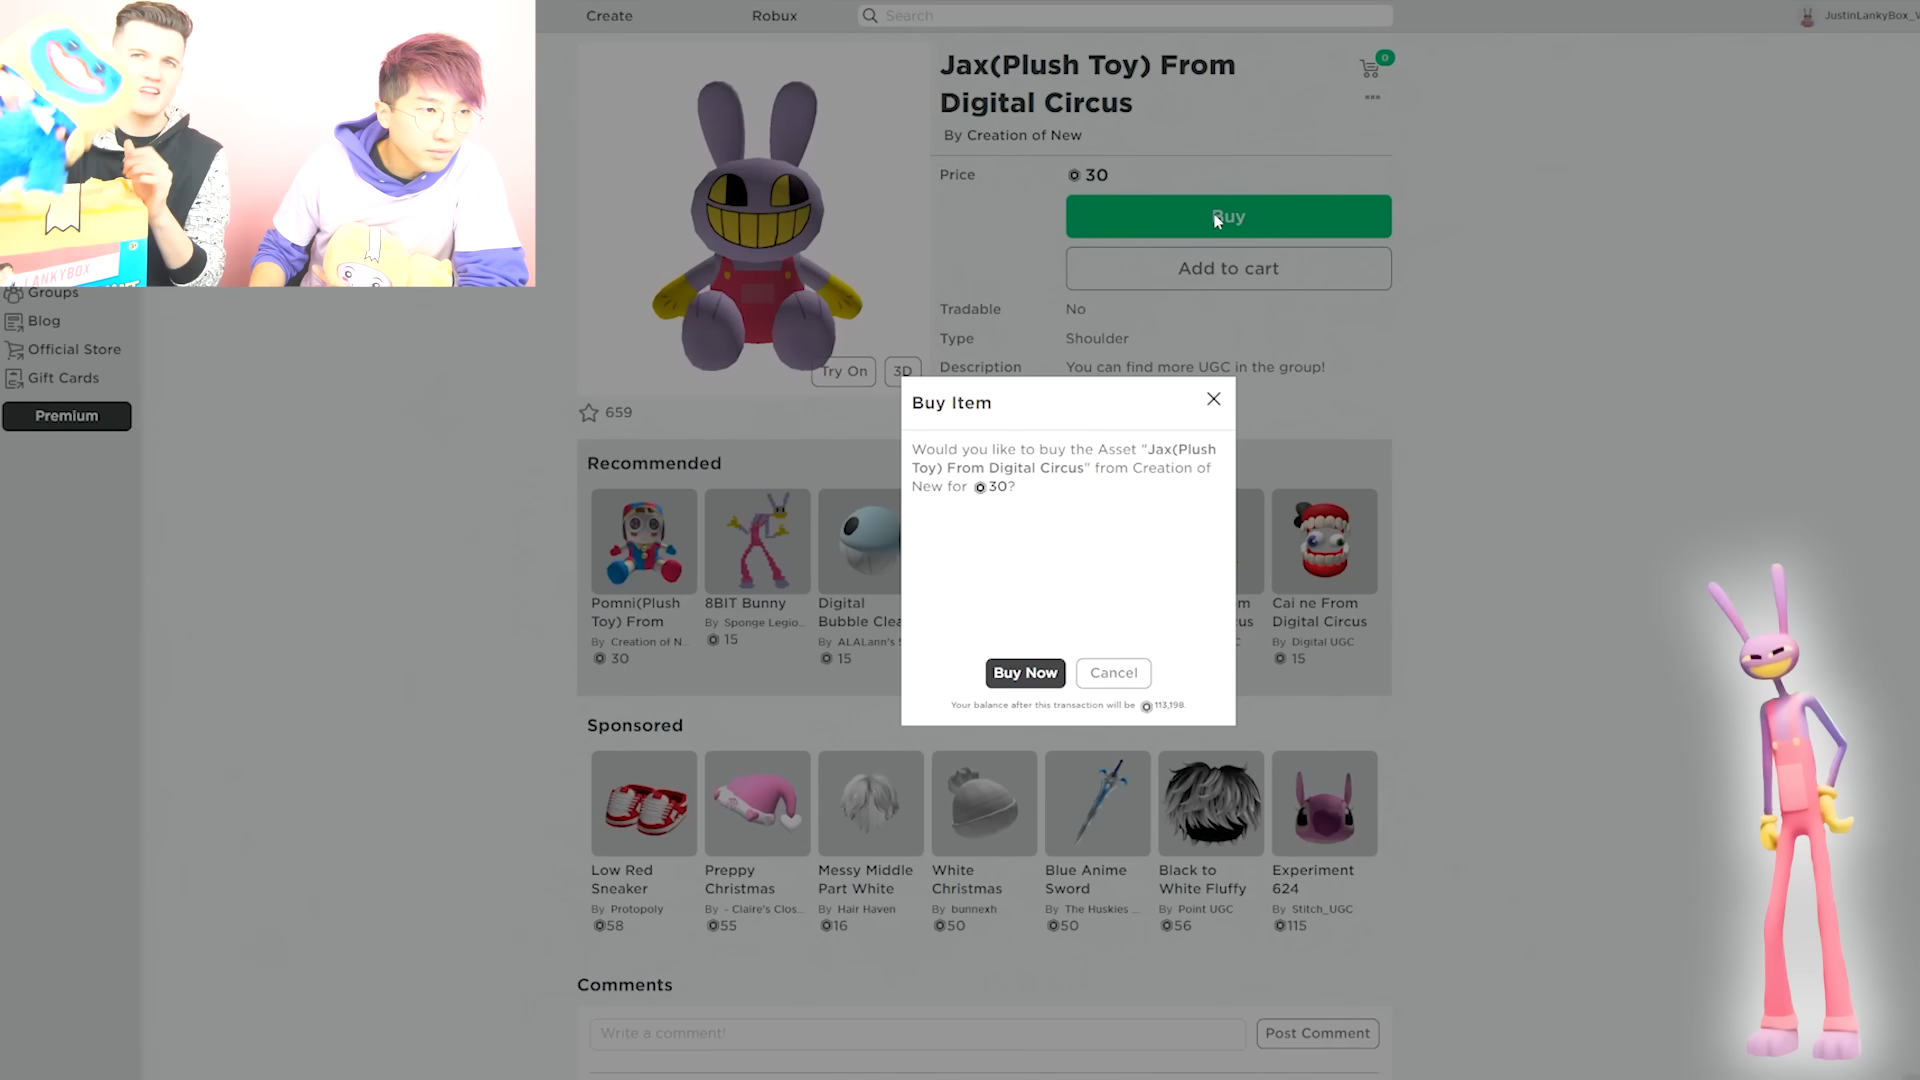 Create
Robux
Search
JustinLankyBox_
LANKYBOX
Groups
Blog
Official Store
Gift Cards
Premium
Jax(Plush Toy) From
Digital Circus
0
By Creation of New
Price
30
Buy
Add to cart
Tradable
No
Type
Shoulder
Description
You can find more UGC in the group!
Try On
3D
659
Buy Item
Would you like to buy the Asset "Jax(Plush
Toy) From Digital Circus" from Creation of
New for 30?
Buy Now
Cancel
Your balance after this transaction will be 113,198.
Recommended
Pomni(Plush
Toy) From
By Creation of N...
30
8BIT Bunny
By Sponge Legio...
15
Digital
Bubble Clea
By ALALann's
15
Cai ne From
Digital Circus
By Digital UGC
15
Sponsored
Low Red
Sneaker
By Protopoly
58
Preppy
Christmas
By - Claire's Clos...
55
Messy Middle
Part White
By Hair Haven
16
White
Christmas
By bunnexh
50
Blue Anime
Sword
By The Huskies ...
50
Black to
White Fluffy
By Point UGC
56
Experiment
624
By Stitch_UGC
115
Comments
Write a comment!
Post Comment